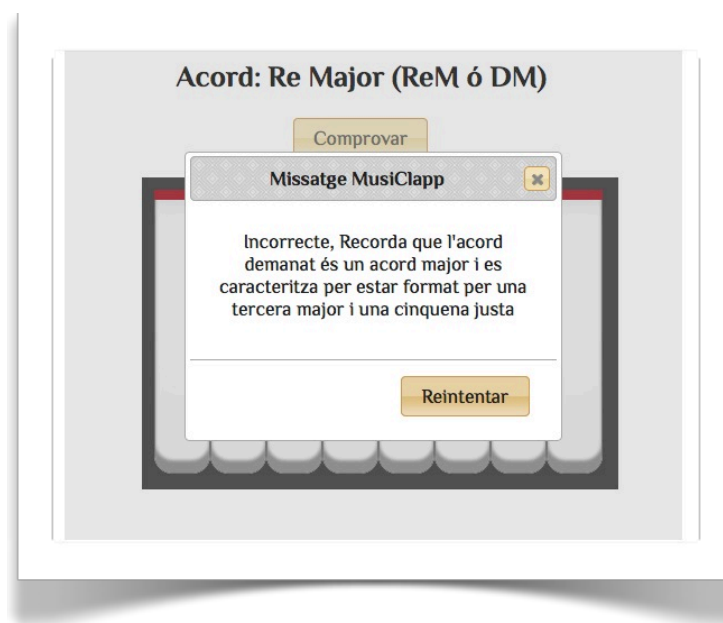 Acord: Re Major (ReM ó DM)
Comprovar
Missatge MusiClapp
Incorrecte, Recorda que l'acord
demanat és un acord major i es
caracteritza per estar format per una
tercera major i una cinquena justa
Reintentar